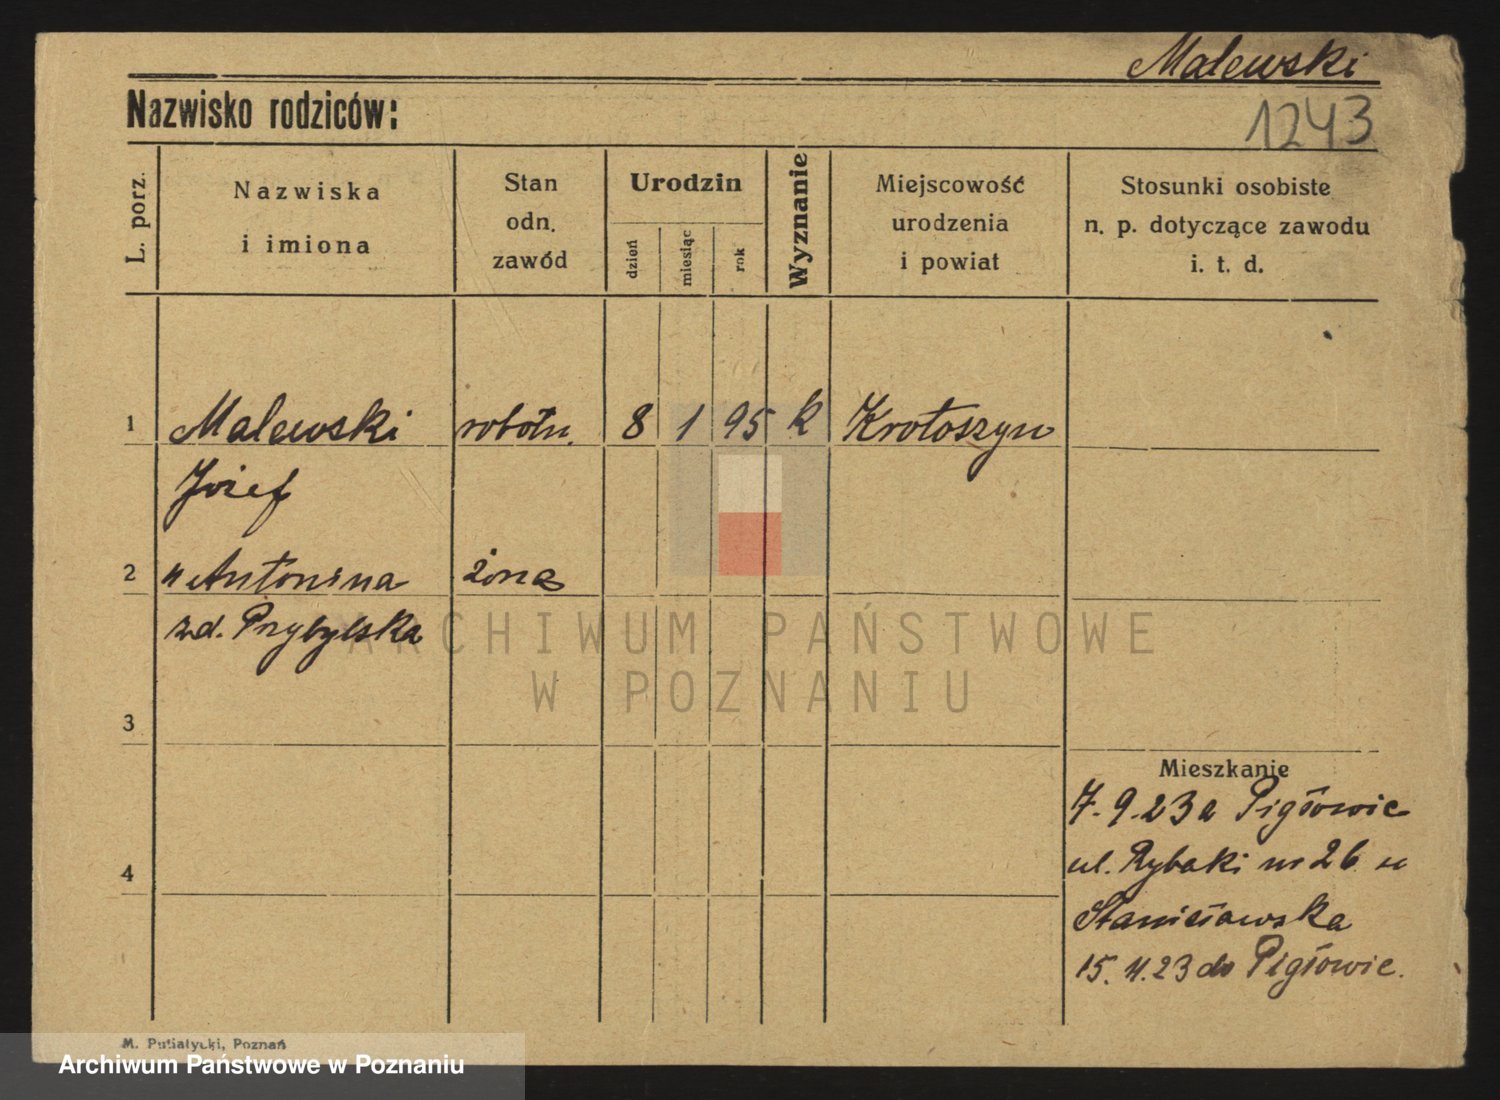 Malewski
Nazwisko rodziców:
1243
L. porz.
Nazwiska
i imiona
Stan
odn.
zawód
Urodzin
dzień
miesiąc
rok
Wyznanie
Miejscowość
urodzenia
i powiat
Stosunki osobiste
n. p. dotyczące zawodu
i. t. d.
1 Malewski robotn. 8 1 95 k Krotoszyn
Józef
2 " Antonina żona
zd. Przybylska
ARCHIWUM PAŃSTWOWE
W POZNANIU
3
Mieszkanie
7. 9. 23 a Pigłowic
4
ul. Rybaki nr 26 u
Stanisławska
15. 11. 23 do Pigłowic.
M. Putiatycki, Poznań
Archiwum Państwowe w Poznaniu